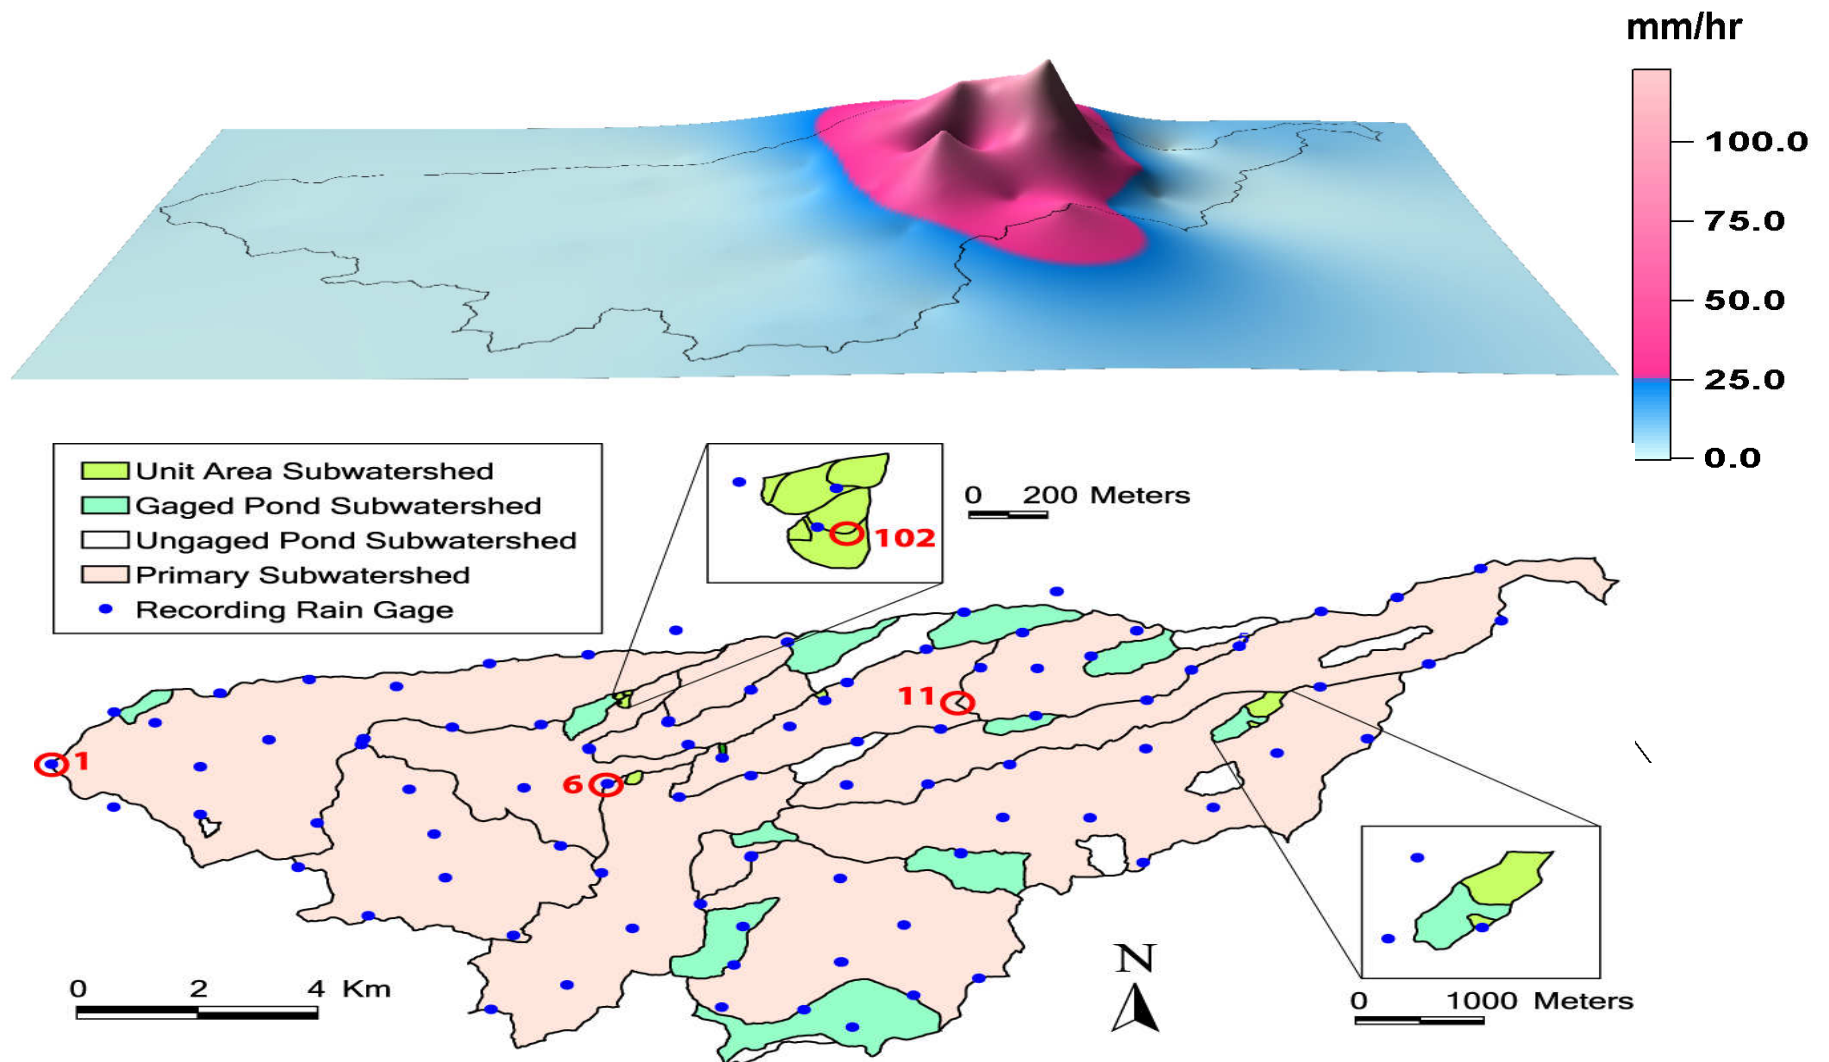 mm/hr
100.0
75.0
50.0
25.0
0.0
Unit Area Subwatershed
Gaged Pond Subwatershed
Ungaged Pond Subwatershed
Primary Subwatershed
Recording Rain Gage
0 200 Meters
102
11
1
6
N
0 2 4 Km
0 1000 Meters